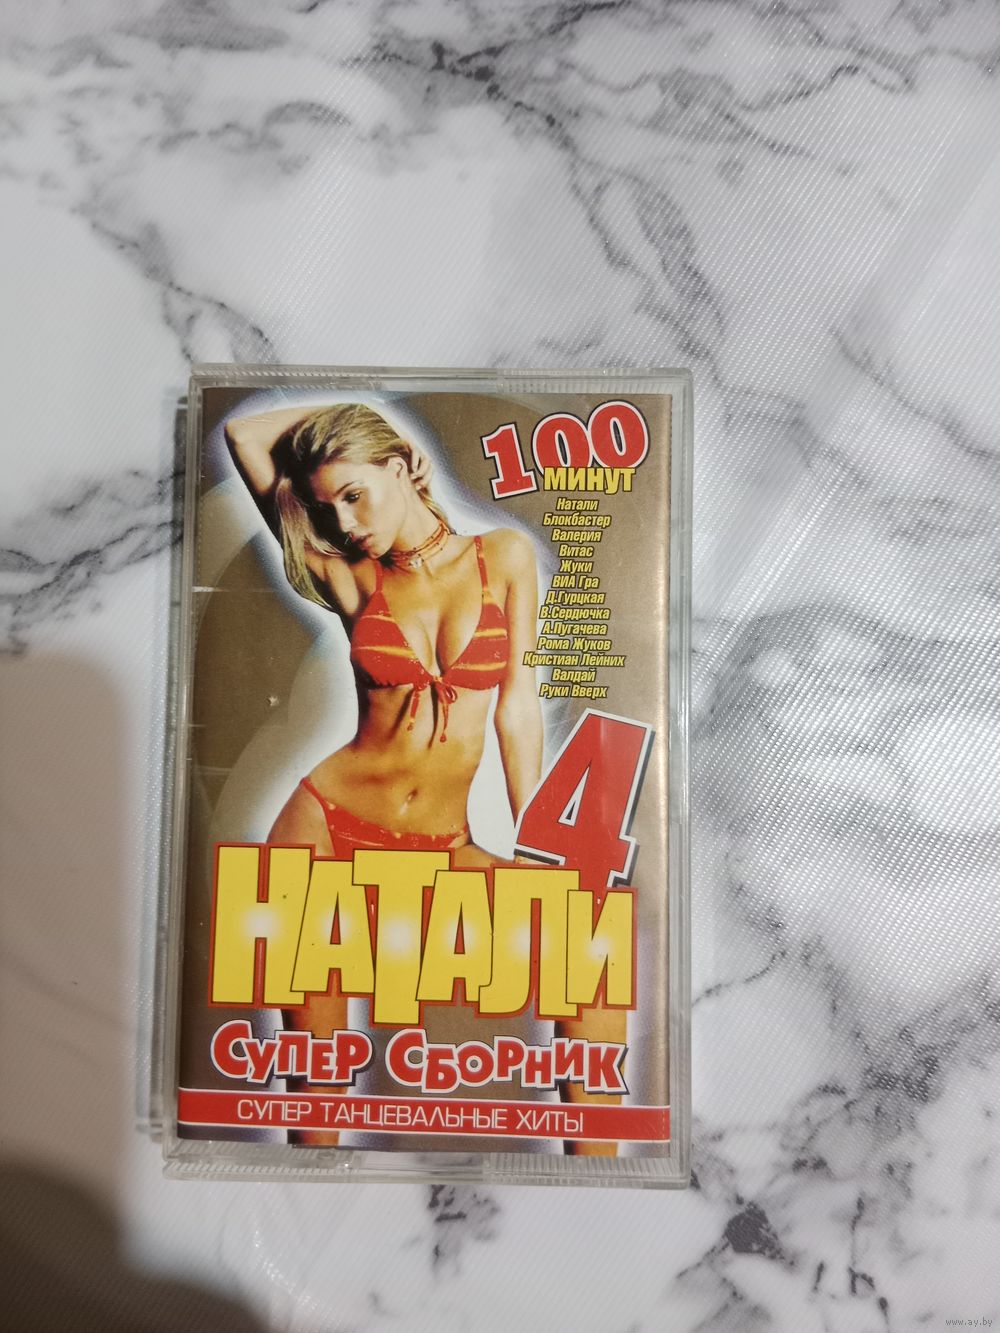 100
МИНУТ
Натали
Блокбастер
Валерия
Витас
Жуки
ВИА Гра
Д.Гурцкая
В.Сердючка
А.Пугачева
Рома Жуков
Кристиан Лейних
Валдай
Руки Вверх
4
НАТАЛИ
СУПЕР СБОРНИК
СУПЕР ТАНЦЕВАЛЬНЫЕ ХИТЫ
www.ay.by